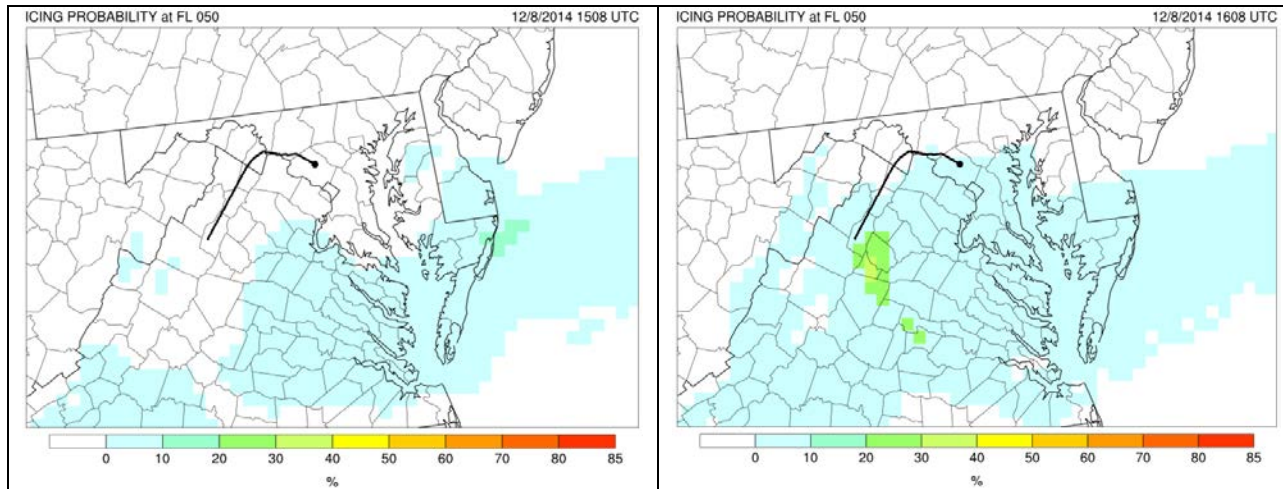 ICING PROBABILITY at FL 050 12/8/2014 1508 UTC
0 10 20 30 40 50 60 70 80 85
%
ICING PROBABILITY at FL 050 12/8/2014 1608 UTC
0 10 20 30 40 50 60 70 80 85
%